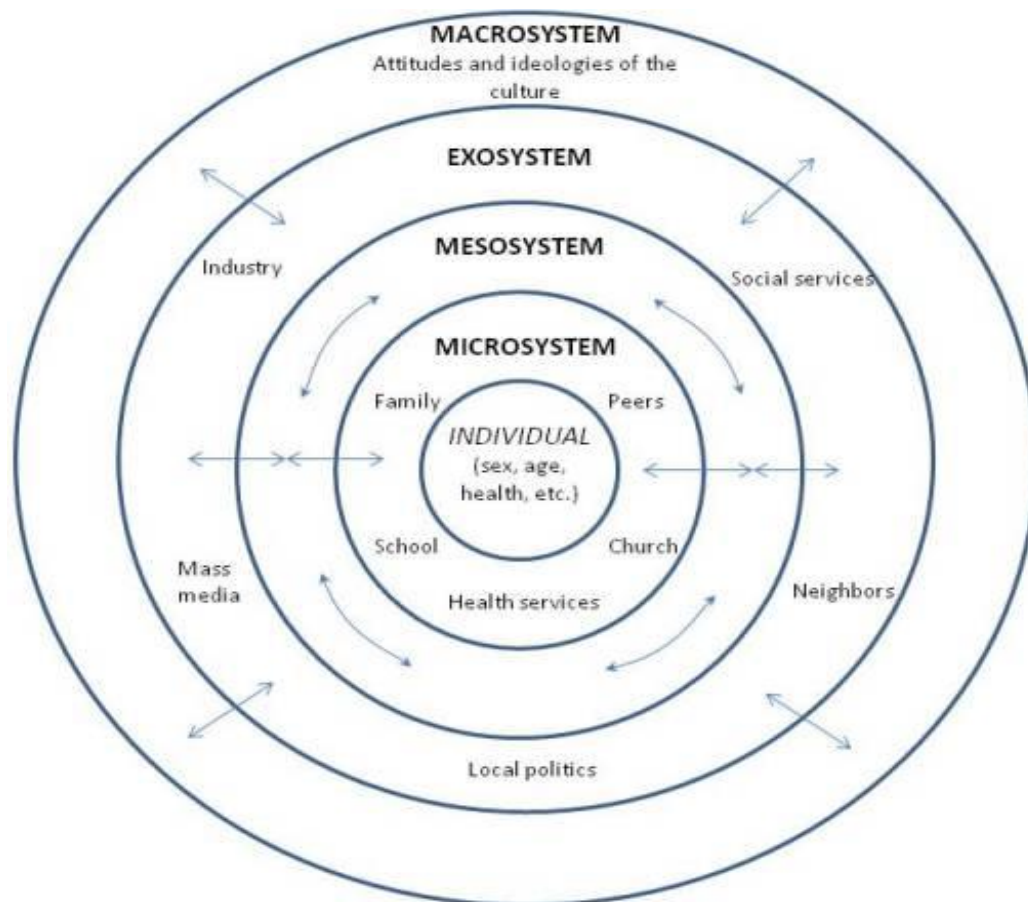 MACROSYSTEM
Attitudes and ideologies of the
culture
EXOSYSTEM
MESOSYSTEM
Industry
Social services
MICROSYSTEM
Family
Peers
INDIVIDUAL
(sex, age,
health, etc.)
School
Church
Mass
media
Health services
Neighbors
Local politics